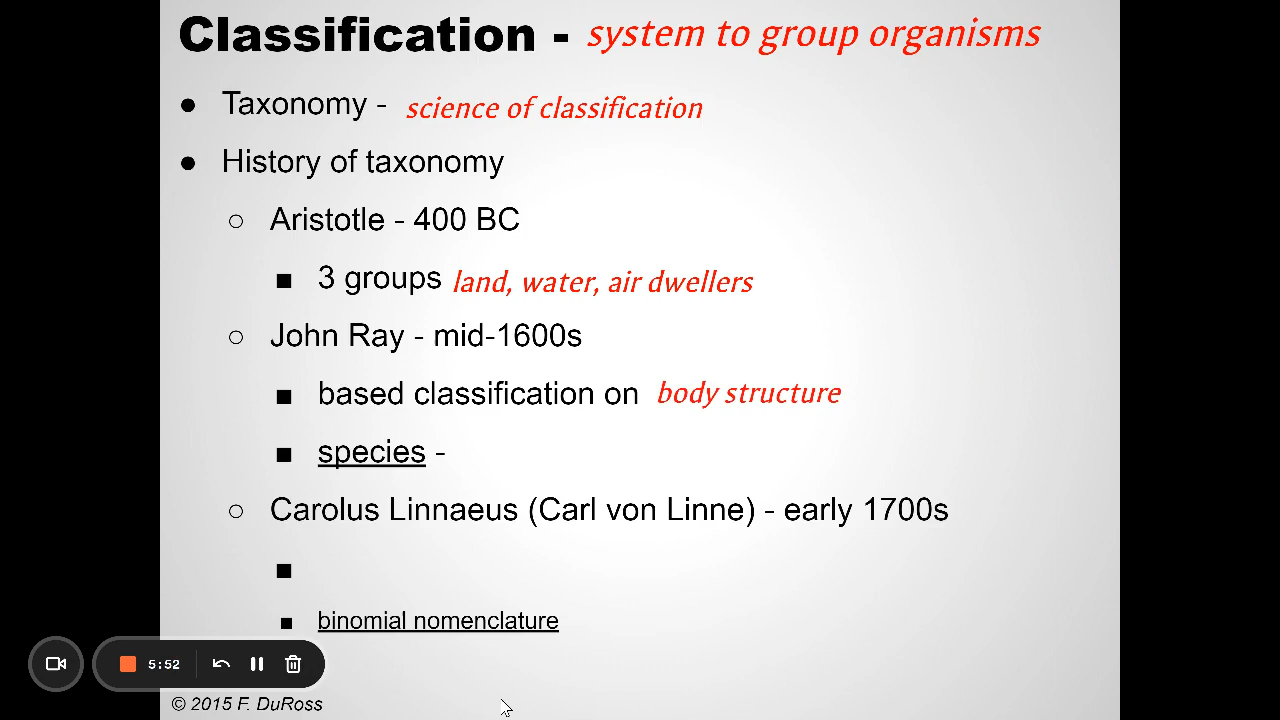 Classification - system to group organisms
● Taxonomy - science of classification
● History of taxonomy
○ Aristotle - 400 BC
■ 3 groups land, water, air dwellers
○ John Ray - mid-1600s
■ based classification on body structure
■ species -
○ Carolus Linnaeus (Carl von Linne) - early 1700s
■
■ binomial nomenclature
5:52
© 2015 F. DuRoss